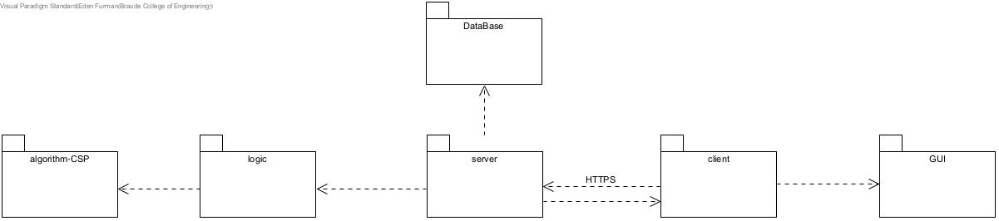 Visual Paradigm Standard(Eden Furman(Braude College of Engineering))
DataBase
algorithm-CSP
logic
server
client
GUI
HTTPS